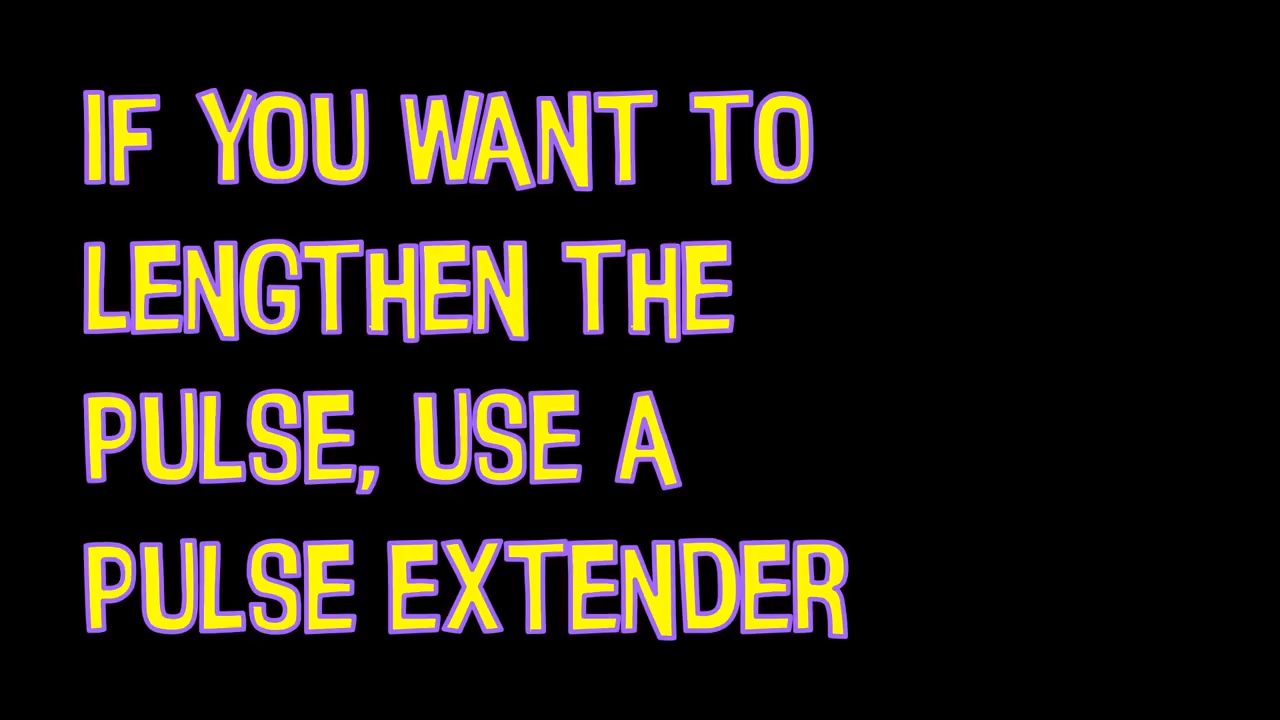 IF YOU WANT TO
LENGTHEN THE
PULSE, USE A
PULSE EXTENDER